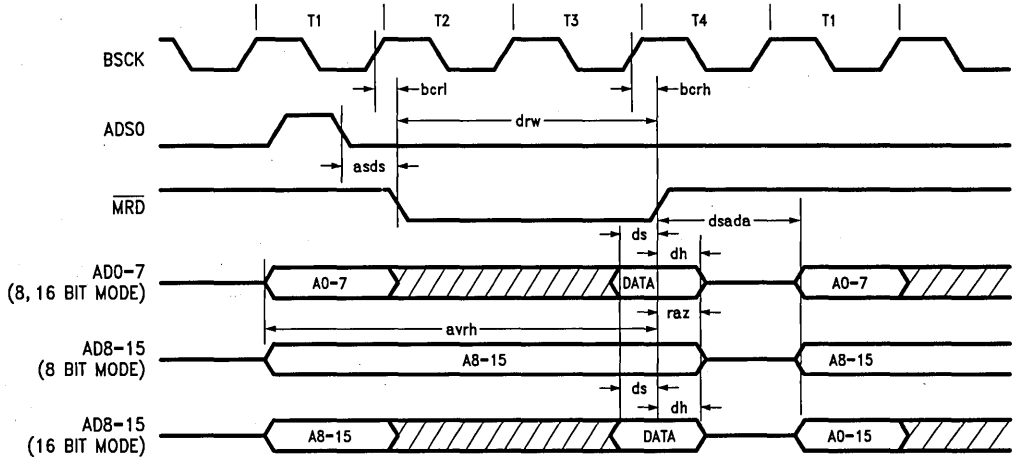 T1 T2 T3 T4 T1
BSCK
bcrl bcrh
ADS0
drw
asds
MRD
dsada
ds
dh
AD0-7
(8, 16 BIT MODE)
A0-7 DATA A0-7
raz
avrh
AD8-15
(8 BIT MODE)
A8-15 A8-15
ds
dh
AD8-15
(16 BIT MODE)
A8-15 DATA A0-15